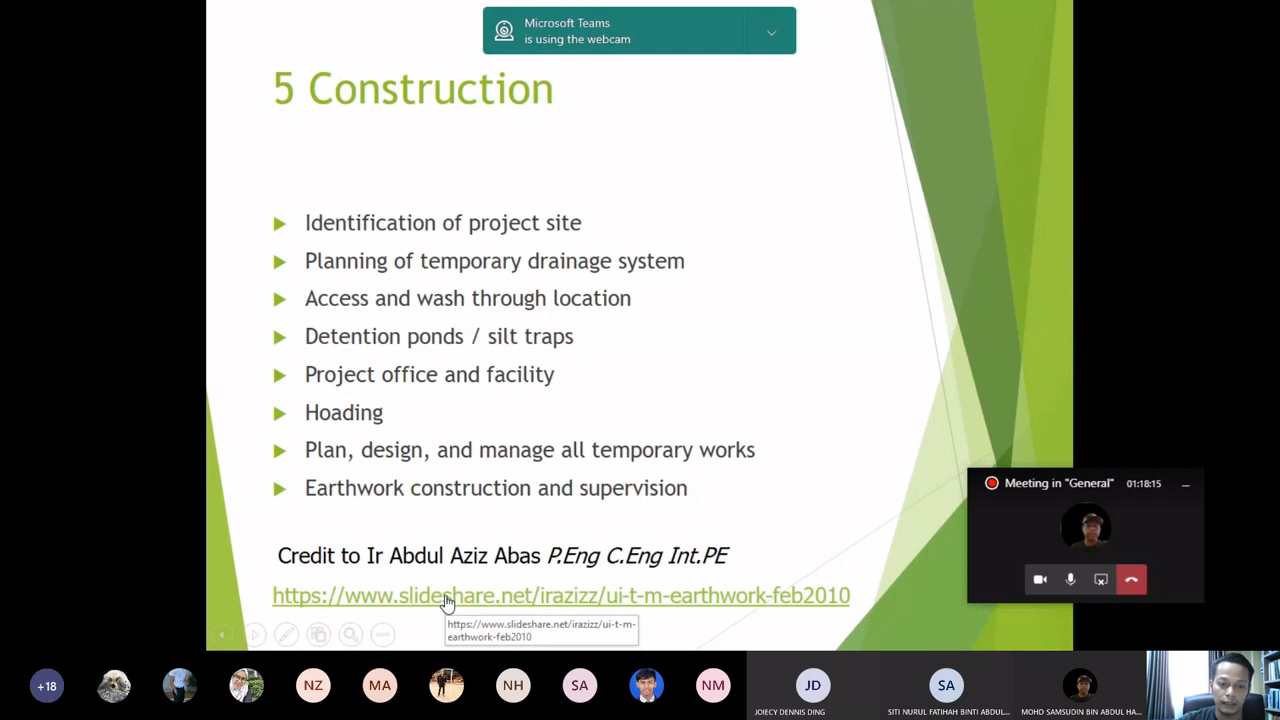 Microsoft Teams
is using the webcam
5 Construction
Identification of project site
Planning of temporary drainage system
Access and wash through location
Detention ponds / silt traps
Project office and facility
Hoading
Plan, design, and manage all temporary works
Earthwork construction and supervision
Credit to Ir Abdul Aziz Abas P.Eng C.Eng Int.PE
https://www.slideshare.net/irazizz/ui-t-m-earthwork-feb2010
https://www.slideshare.net/irazizz/ui-t-m-
earthwork-feb2010
Meeting in "General" 01:18:15
+18 NZ MA NH SA NM JD SA
JOIECY DENNIS DING SITI NURUL FATIHAH BINTI ABDUL... MOHD SAMSUDIN BIN ABDUL HA...